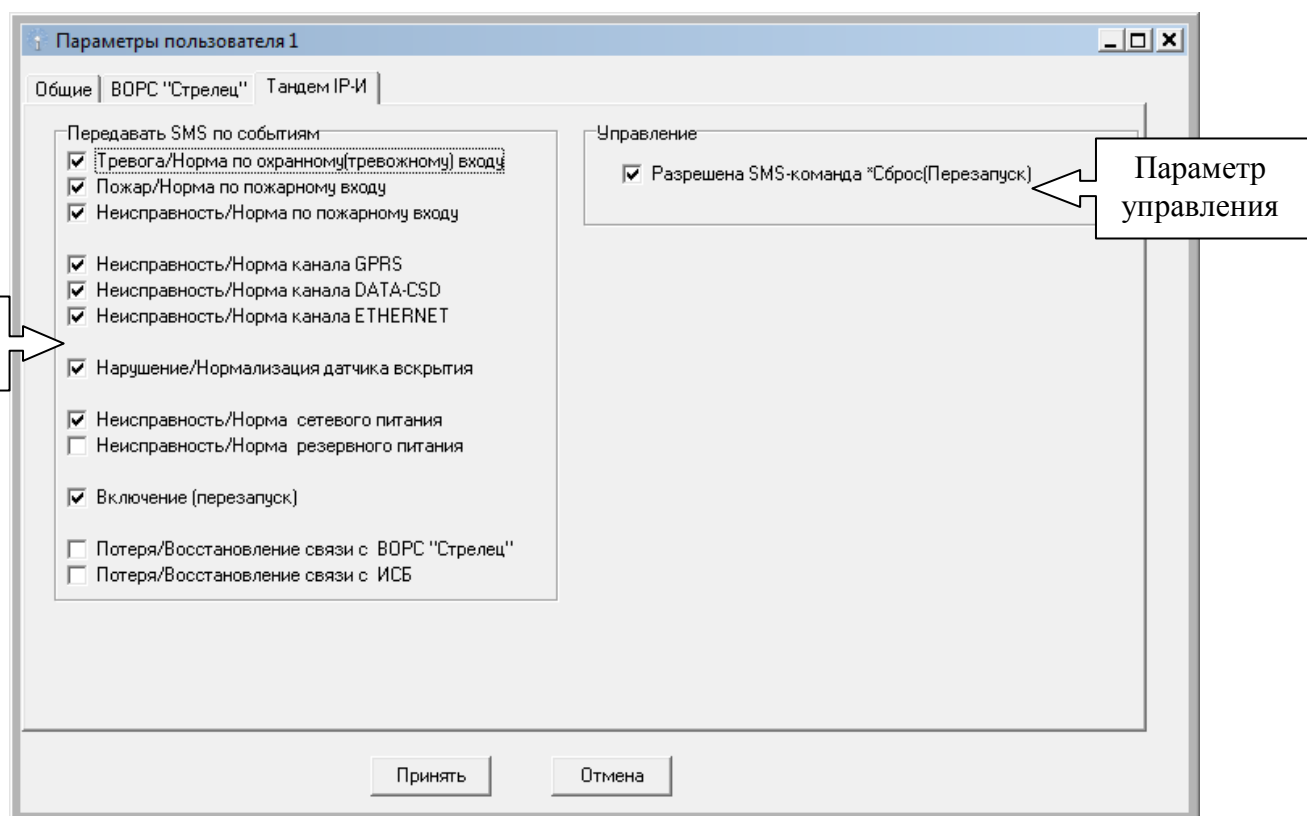 Параметры пользователя 1
Общие
ВОРС "Стрелец"
Тандем IP-И
Передавать SMS по событиям
Тревога/Норма по охранному(тревожному) входу
Пожар/Норма по пожарному входу
Неисправность/Норма по пожарному входу
Неисправность/Норма канала GPRS
Неисправность/Норма канала DATA-CSD
Неисправность/Норма канала ETHERNET
Нарушение/Нормализация датчика вскрытия
Неисправность/Норма сетевого питания
Неисправность/Норма резервного питания
Включение (перезапуск)
Потеря/Восстановление связи с ВОРС "Стрелец"
Потеря/Восстановление связи с ИСБ
Управление
Разрешена SMS-команда *Сброс(Перезапуск)
Параметр
управления
Принять
Отмена